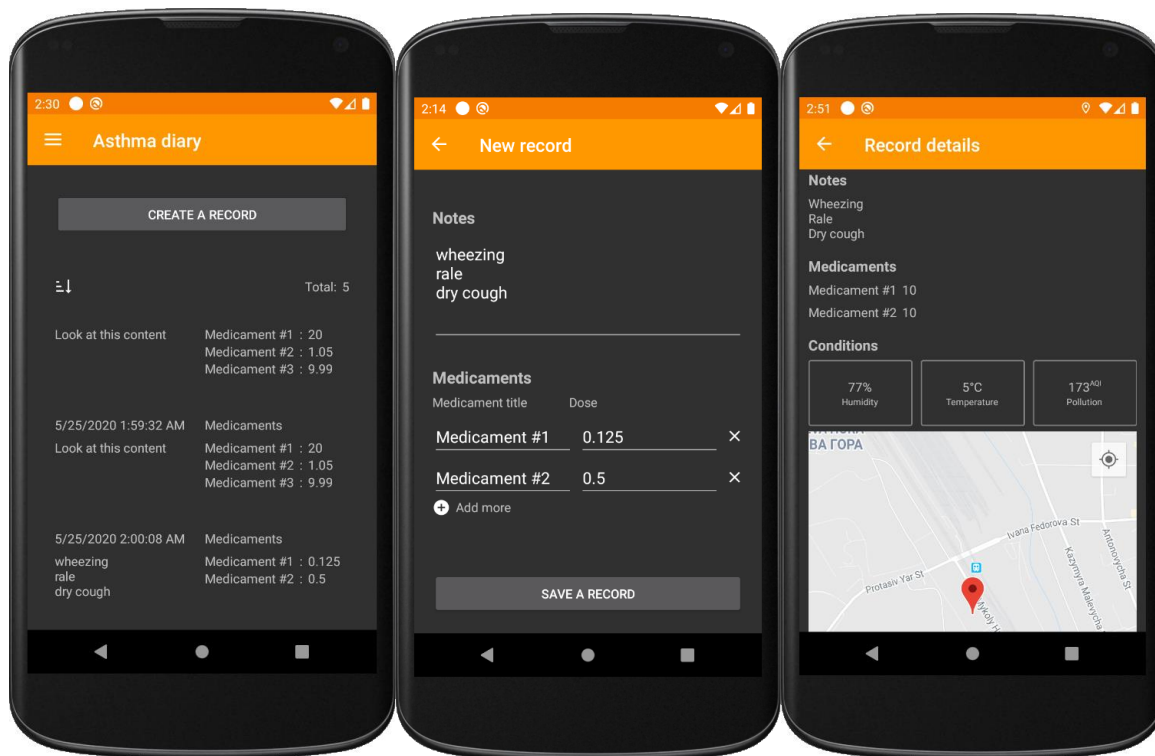 2:30
Asthma diary
CREATE A RECORD
Total: 5
Look at this content
Medicament #1 : 20
Medicament #2 : 1.05
Medicament #3 : 9.99
5/25/2020 1:59:32 AM
Medicaments
Look at this content
Medicament #1 : 20
Medicament #2 : 1.05
Medicament #3 : 9.99
5/25/2020 2:00:08 AM
Medicaments
wheezing
rale
dry cough
Medicament #1 : 0.125
Medicament #2 : 0.5
2:14
New record
Notes
wheezing
rale
dry cough
Medicaments
Medicament title Dose
Medicament #1 0.125
Medicament #2 0.5
Add more
SAVE A RECORD
2:51
Record details
Notes
Wheezing
Rale
Dry cough
Medicaments
Medicament #1 10
Medicament #2 10
Conditions
77%
Humidity
5°C
Temperature
173 AQI
Pollution
ВА ГОРА
Ivana Fedorova St
Antonovycha St
Kazymyra Malevycha St
Protasiv Yar St
Mykoly